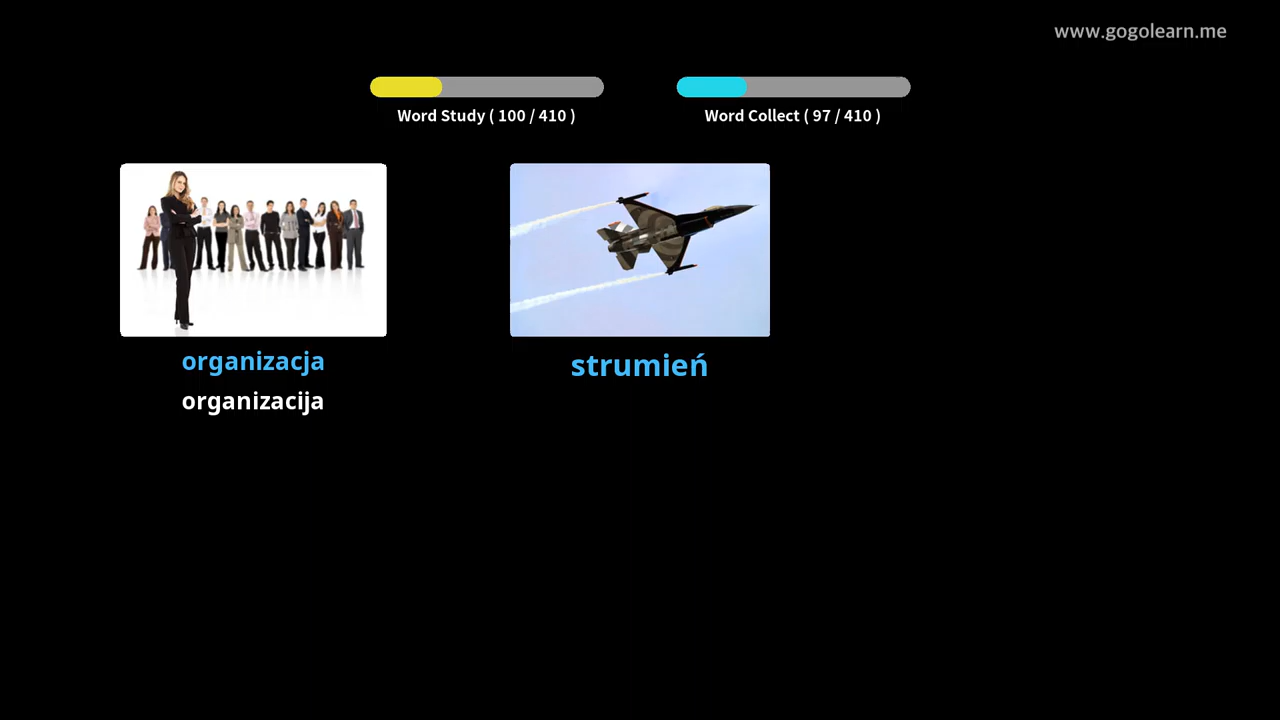 www.gogolearn.me
Word Study ( 100 / 410 )
Word Collect ( 97 / 410 )
organizacja
organizacija
strumień